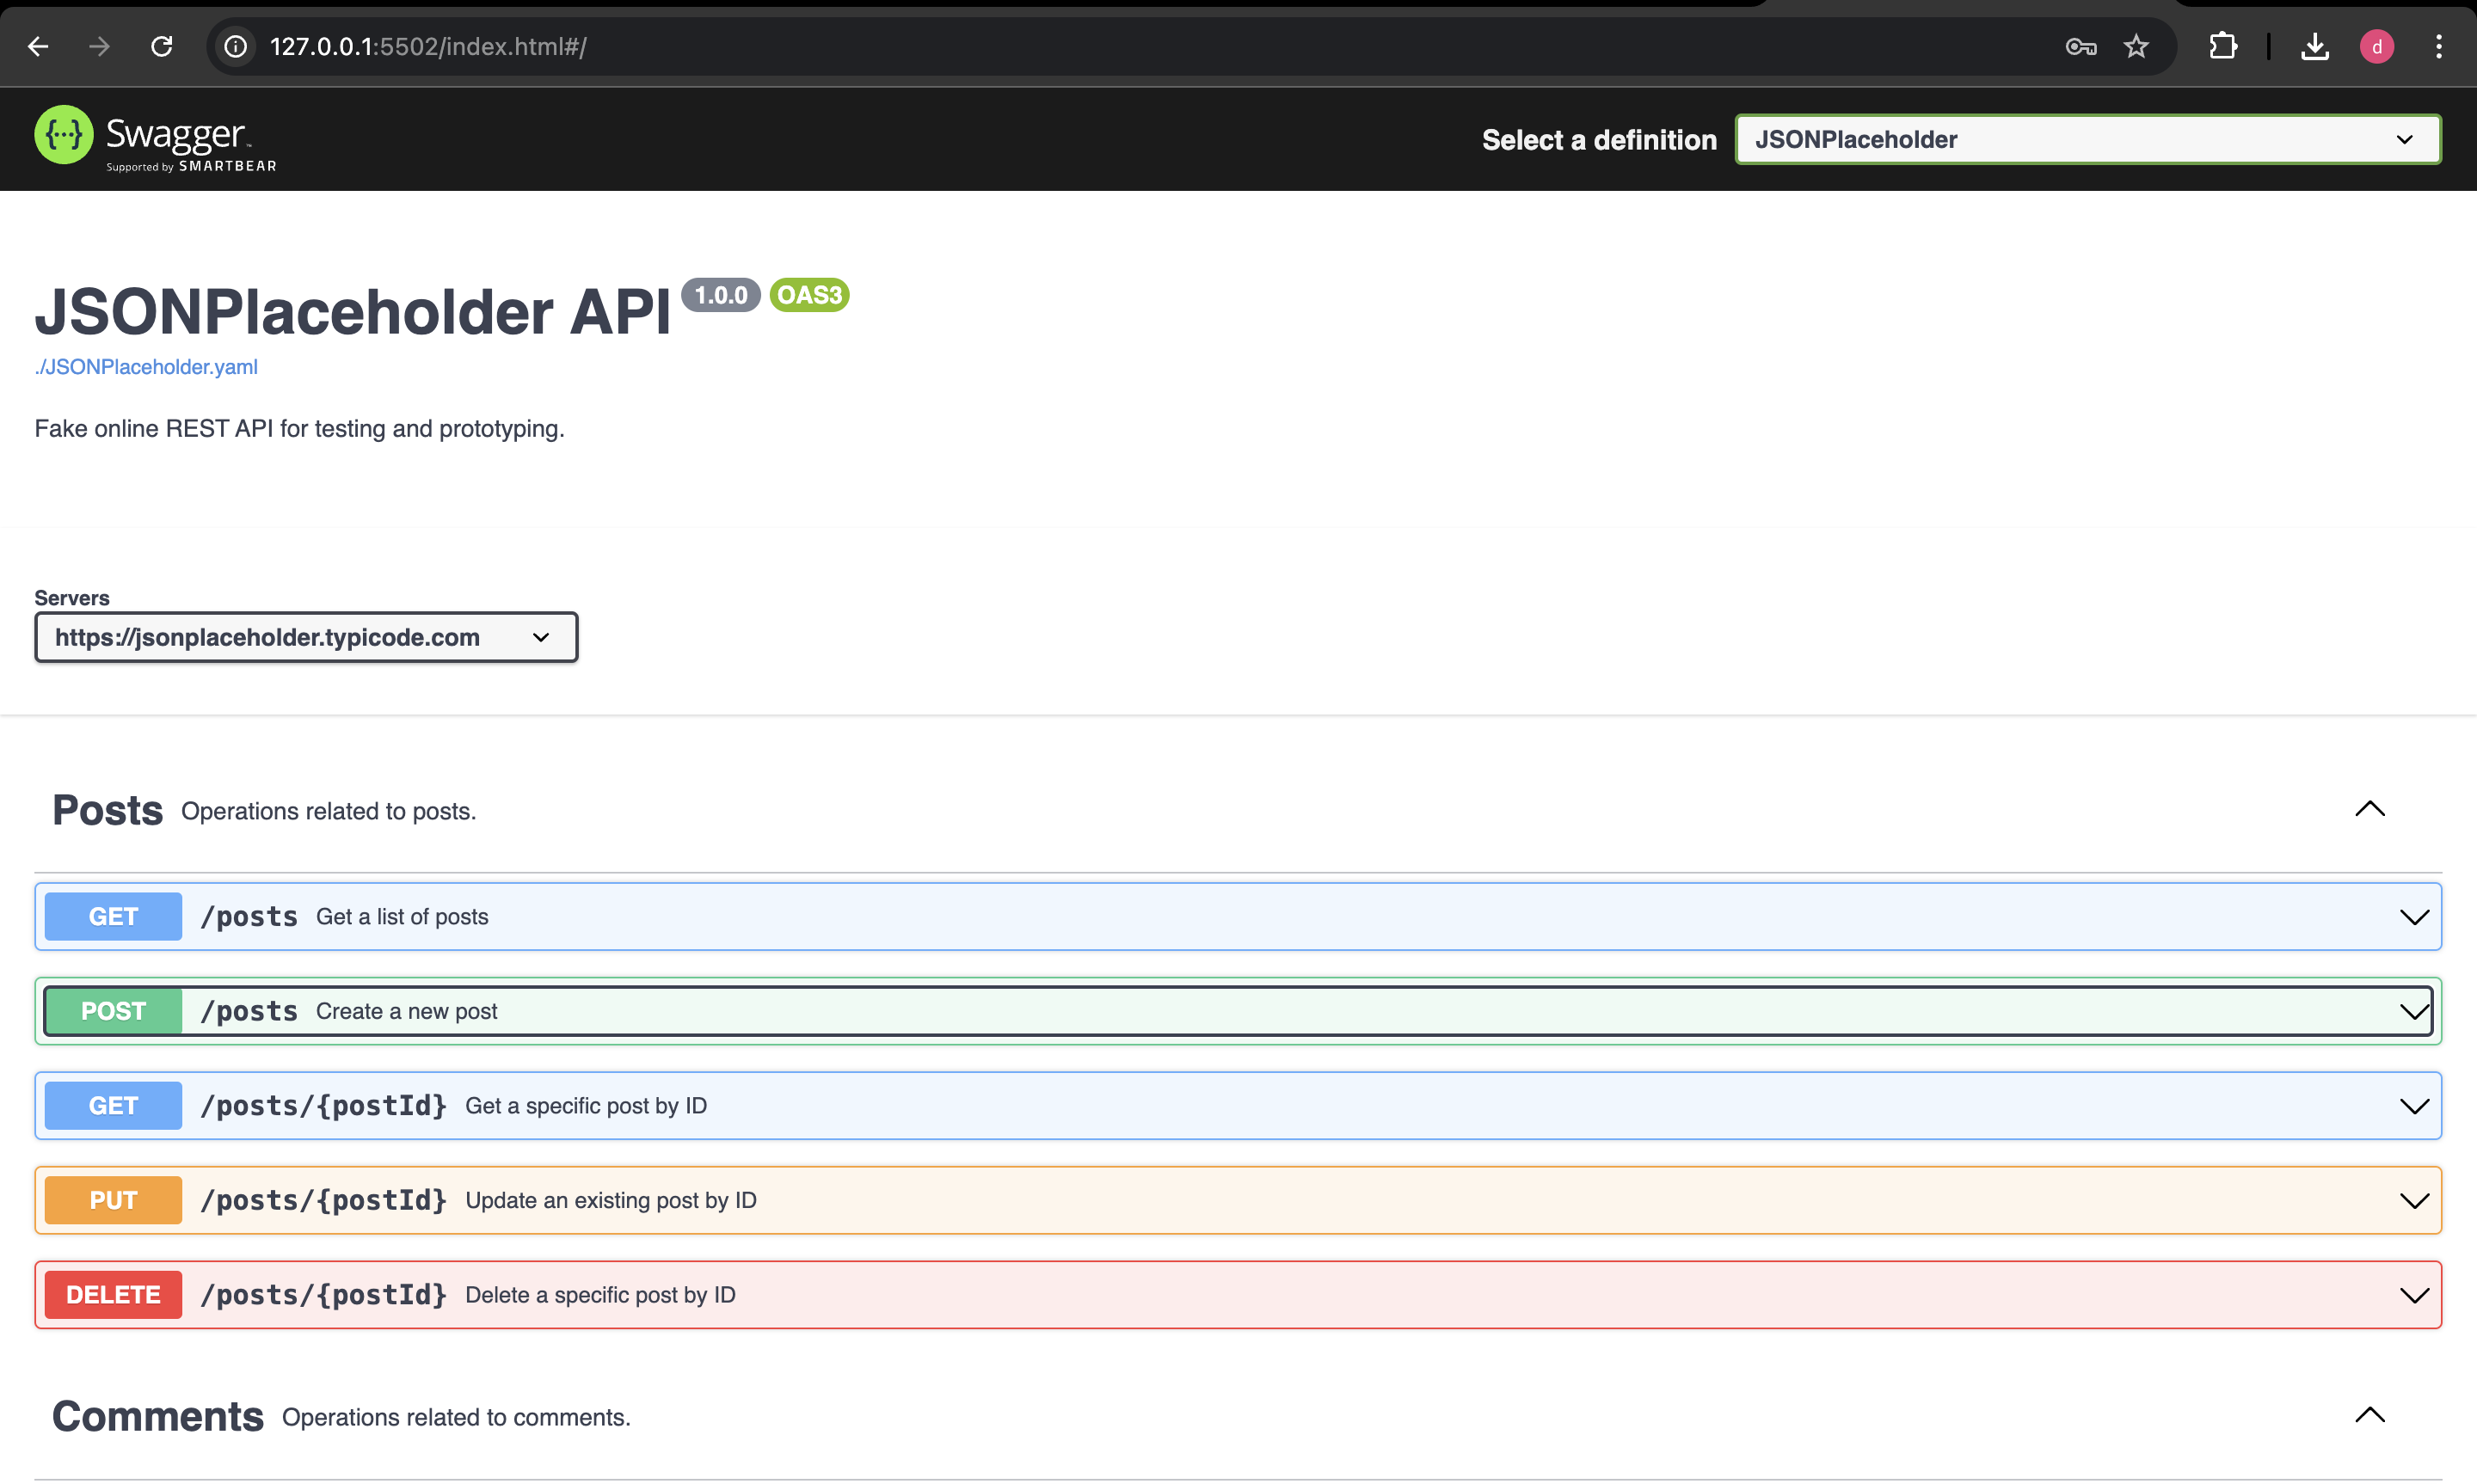 127.0.0.1:5502/index.html#/
d
{···} Swagger™
Supported by SMARTBEAR
Select a definition
JSONPlaceholder
JSONPlaceholder API 1.0.0 OAS3
./JSONPlaceholder.yaml
Fake online REST API for testing and prototyping.
Servers
https://jsonplaceholder.typicode.com
Posts Operations related to posts.
GET /posts Get a list of posts
POST /posts Create a new post
GET /posts/{postId} Get a specific post by ID
PUT /posts/{postId} Update an existing post by ID
DELETE /posts/{postId} Delete a specific post by ID
Comments Operations related to comments.